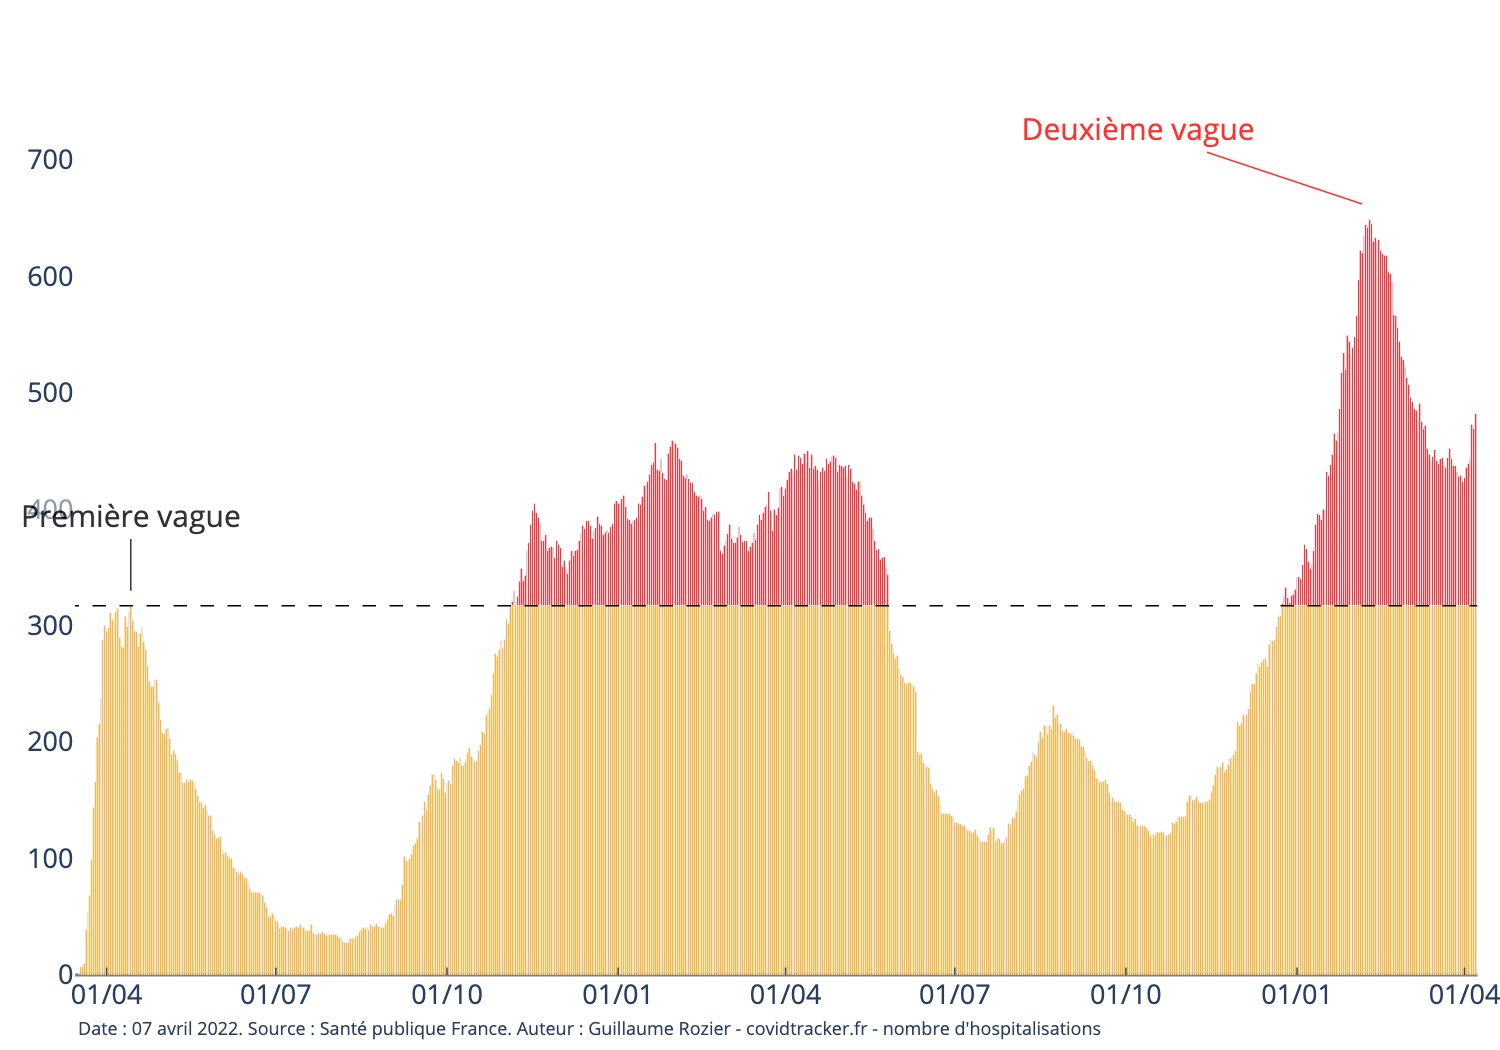 Deuxième vague
700
600
500
400
Première vague
300
200
100
0
01/04 01/07 01/10 01/01 01/04 01/07 01/10 01/01 01/04
Date : 07 avril 2022. Source : Santé publique France. Auteur : Guillaume Rozier - covidtracker.fr - nombre d'hospitalisations